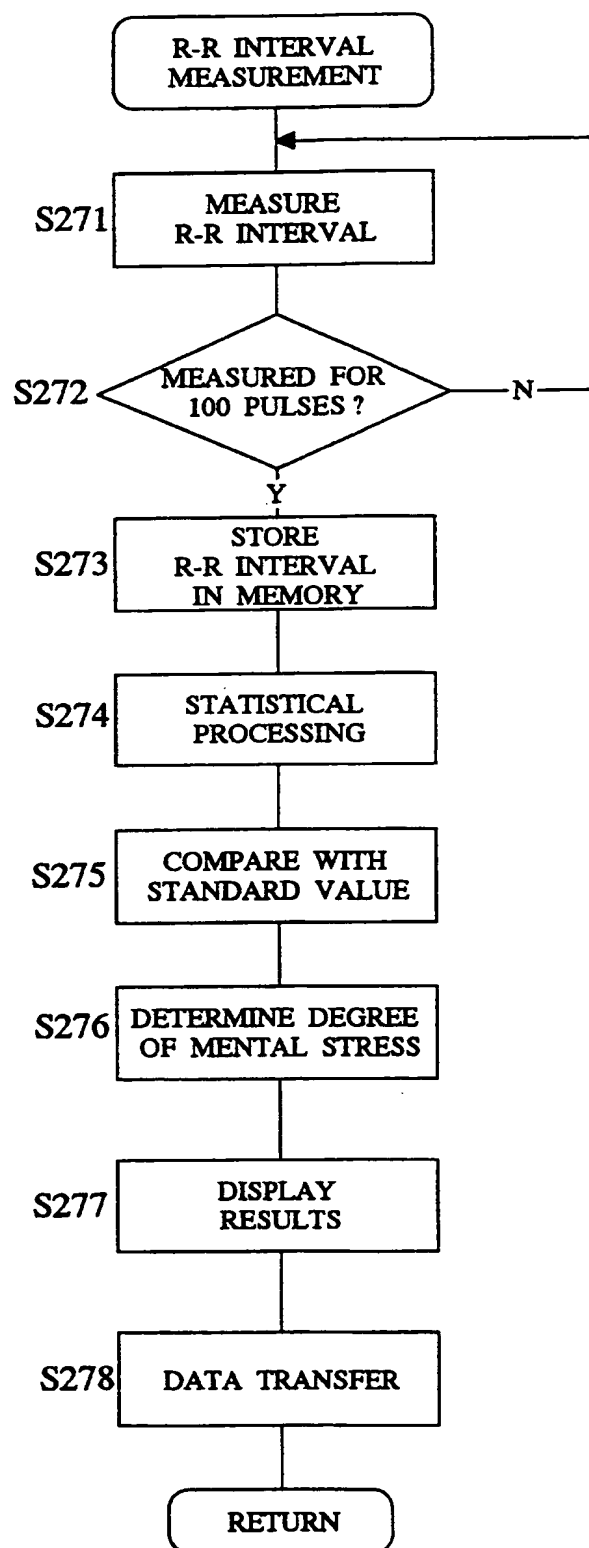 R-R INTERVAL
MEASUREMENT
S271
MEASURE
R-R INTERVAL
S272
MEASURED FOR
100 PULSES ?
N
Y
S273
STORE
R-R INTERVAL
IN MEMORY
S274
STATISTICAL
PROCESSING
S275
COMPARE WITH
STANDARD VALUE
S276
DETERMINE DEGREE
OF MENTAL STRESS
S277
DISPLAY
RESULTS
S278
DATA TRANSFER
RETURN